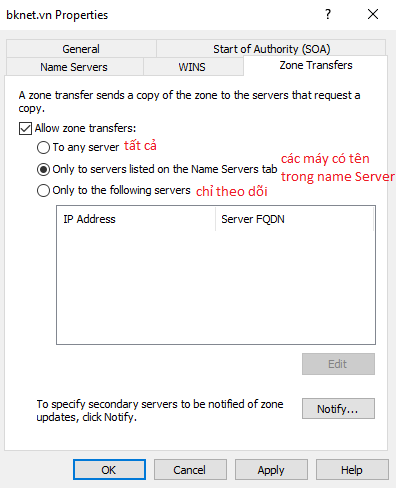 bknet.vn Properties
General
Start of Authority (SOA)
Name Servers
WINS
Zone Transfers
A zone transfer sends a copy of the zone to the servers that request a
copy.
Allow zone transfers:
To any server tất cả
Only to servers listed on the Name Servers tab
các máy có tên
trong name Server
Only to the following servers chỉ theo dõi
IP Address
Server FQDN
Edit
To specify secondary servers to be notified of zone
updates, click Notify.
Notify...
OK
Cancel
Apply
Help